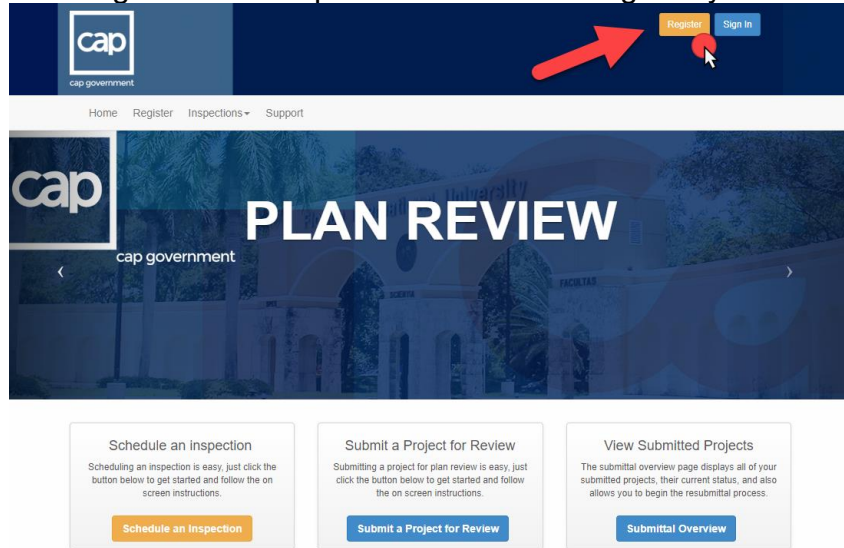 cap
cap government
Register Sign In
Home Register Inspections Support
cap
cap government
PLAN REVIEW
University
FACULTAS
‹ ›
Schedule an inspection
Scheduling an inspection is easy, just click the
button below to get started and follow the on
screen instructions.
Schedule an Inspection
Submit a Project for Review
Submitting a project for plan review is easy, just
click the button below to get started and follow
the on screen instructions.
Submit a Project for Review
View Submitted Projects
The submittal overview page displays all of your
submitted projects, their current status, and also
allows you to begin the resubmittal process.
Submittal Overview